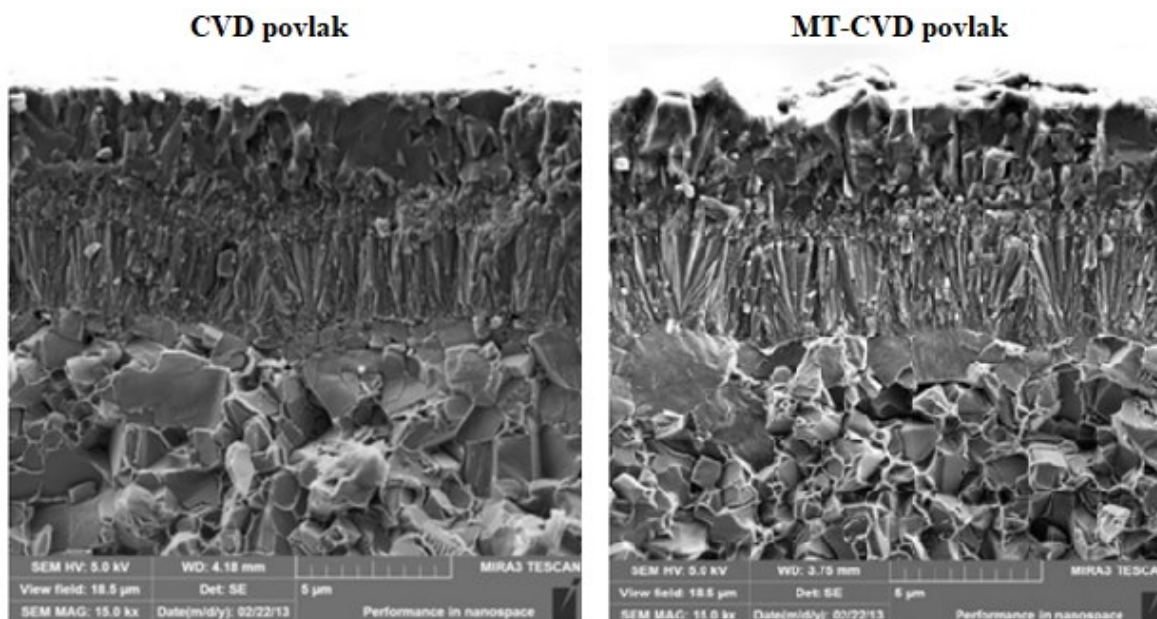 CVD povlak
MT-CVD povlak
SEM HV: 5.0 kV
WD: 4.18 mm
MIRA3 TESCAN
View field: 18.5 µm
Det: SE
5 µm
SEM MAG: 15.0 kx
Date(m/d/y): 02/22/13
Performance in nanospace
SEM HV: 5.0 kV
WD: 3.75 mm
MIRA3 TESCAN
View field: 18.5 µm
Det: SE
5 µm
SEM MAG: 15.0 kx
Date(m/d/y): 02/22/13
Performance in nanospace